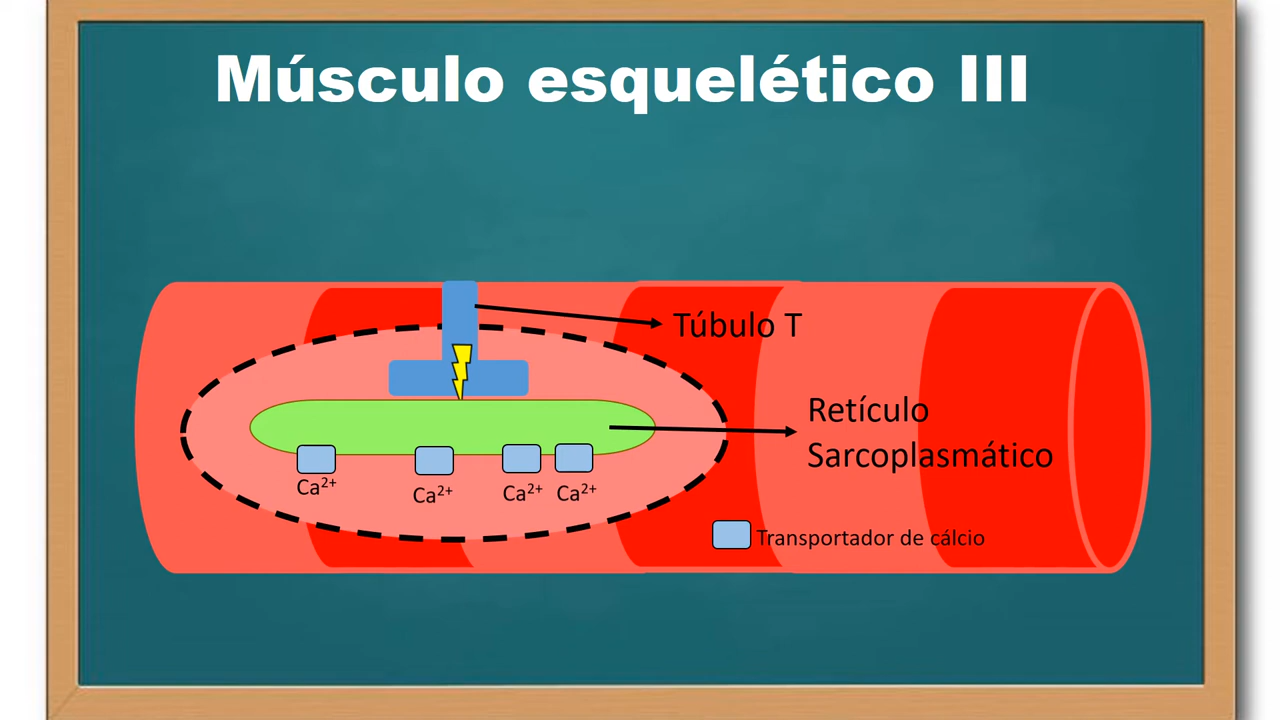 Músculo esquelético III
Túbulo T
Retículo
Sarcoplasmático
Ca²⁺
Ca²⁺
Ca²⁺
Ca²⁺
Transportador de cálcio